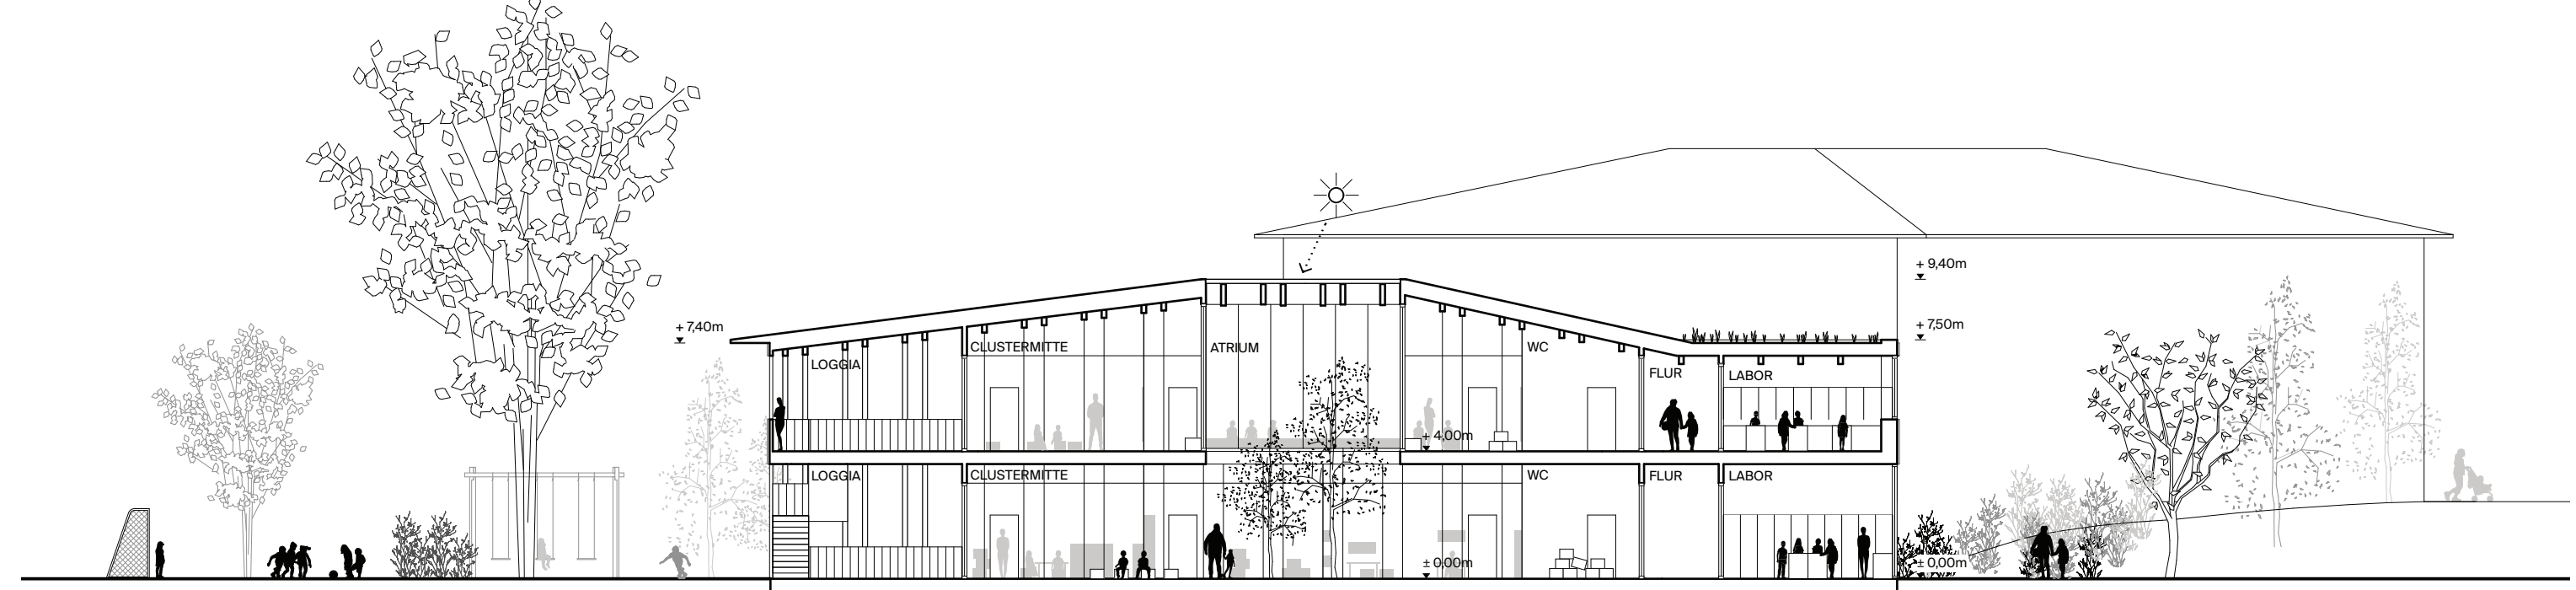 + 9,40m
+ 7,40m
+ 7,50m
LOGGIA
CLUSTERMITTE
ATRIUM
WC
FLUR
LABOR
+ 4,00m
LOGGIA
CLUSTERMITTE
WC
FLUR
LABOR
± 0,00m
± 0,00m